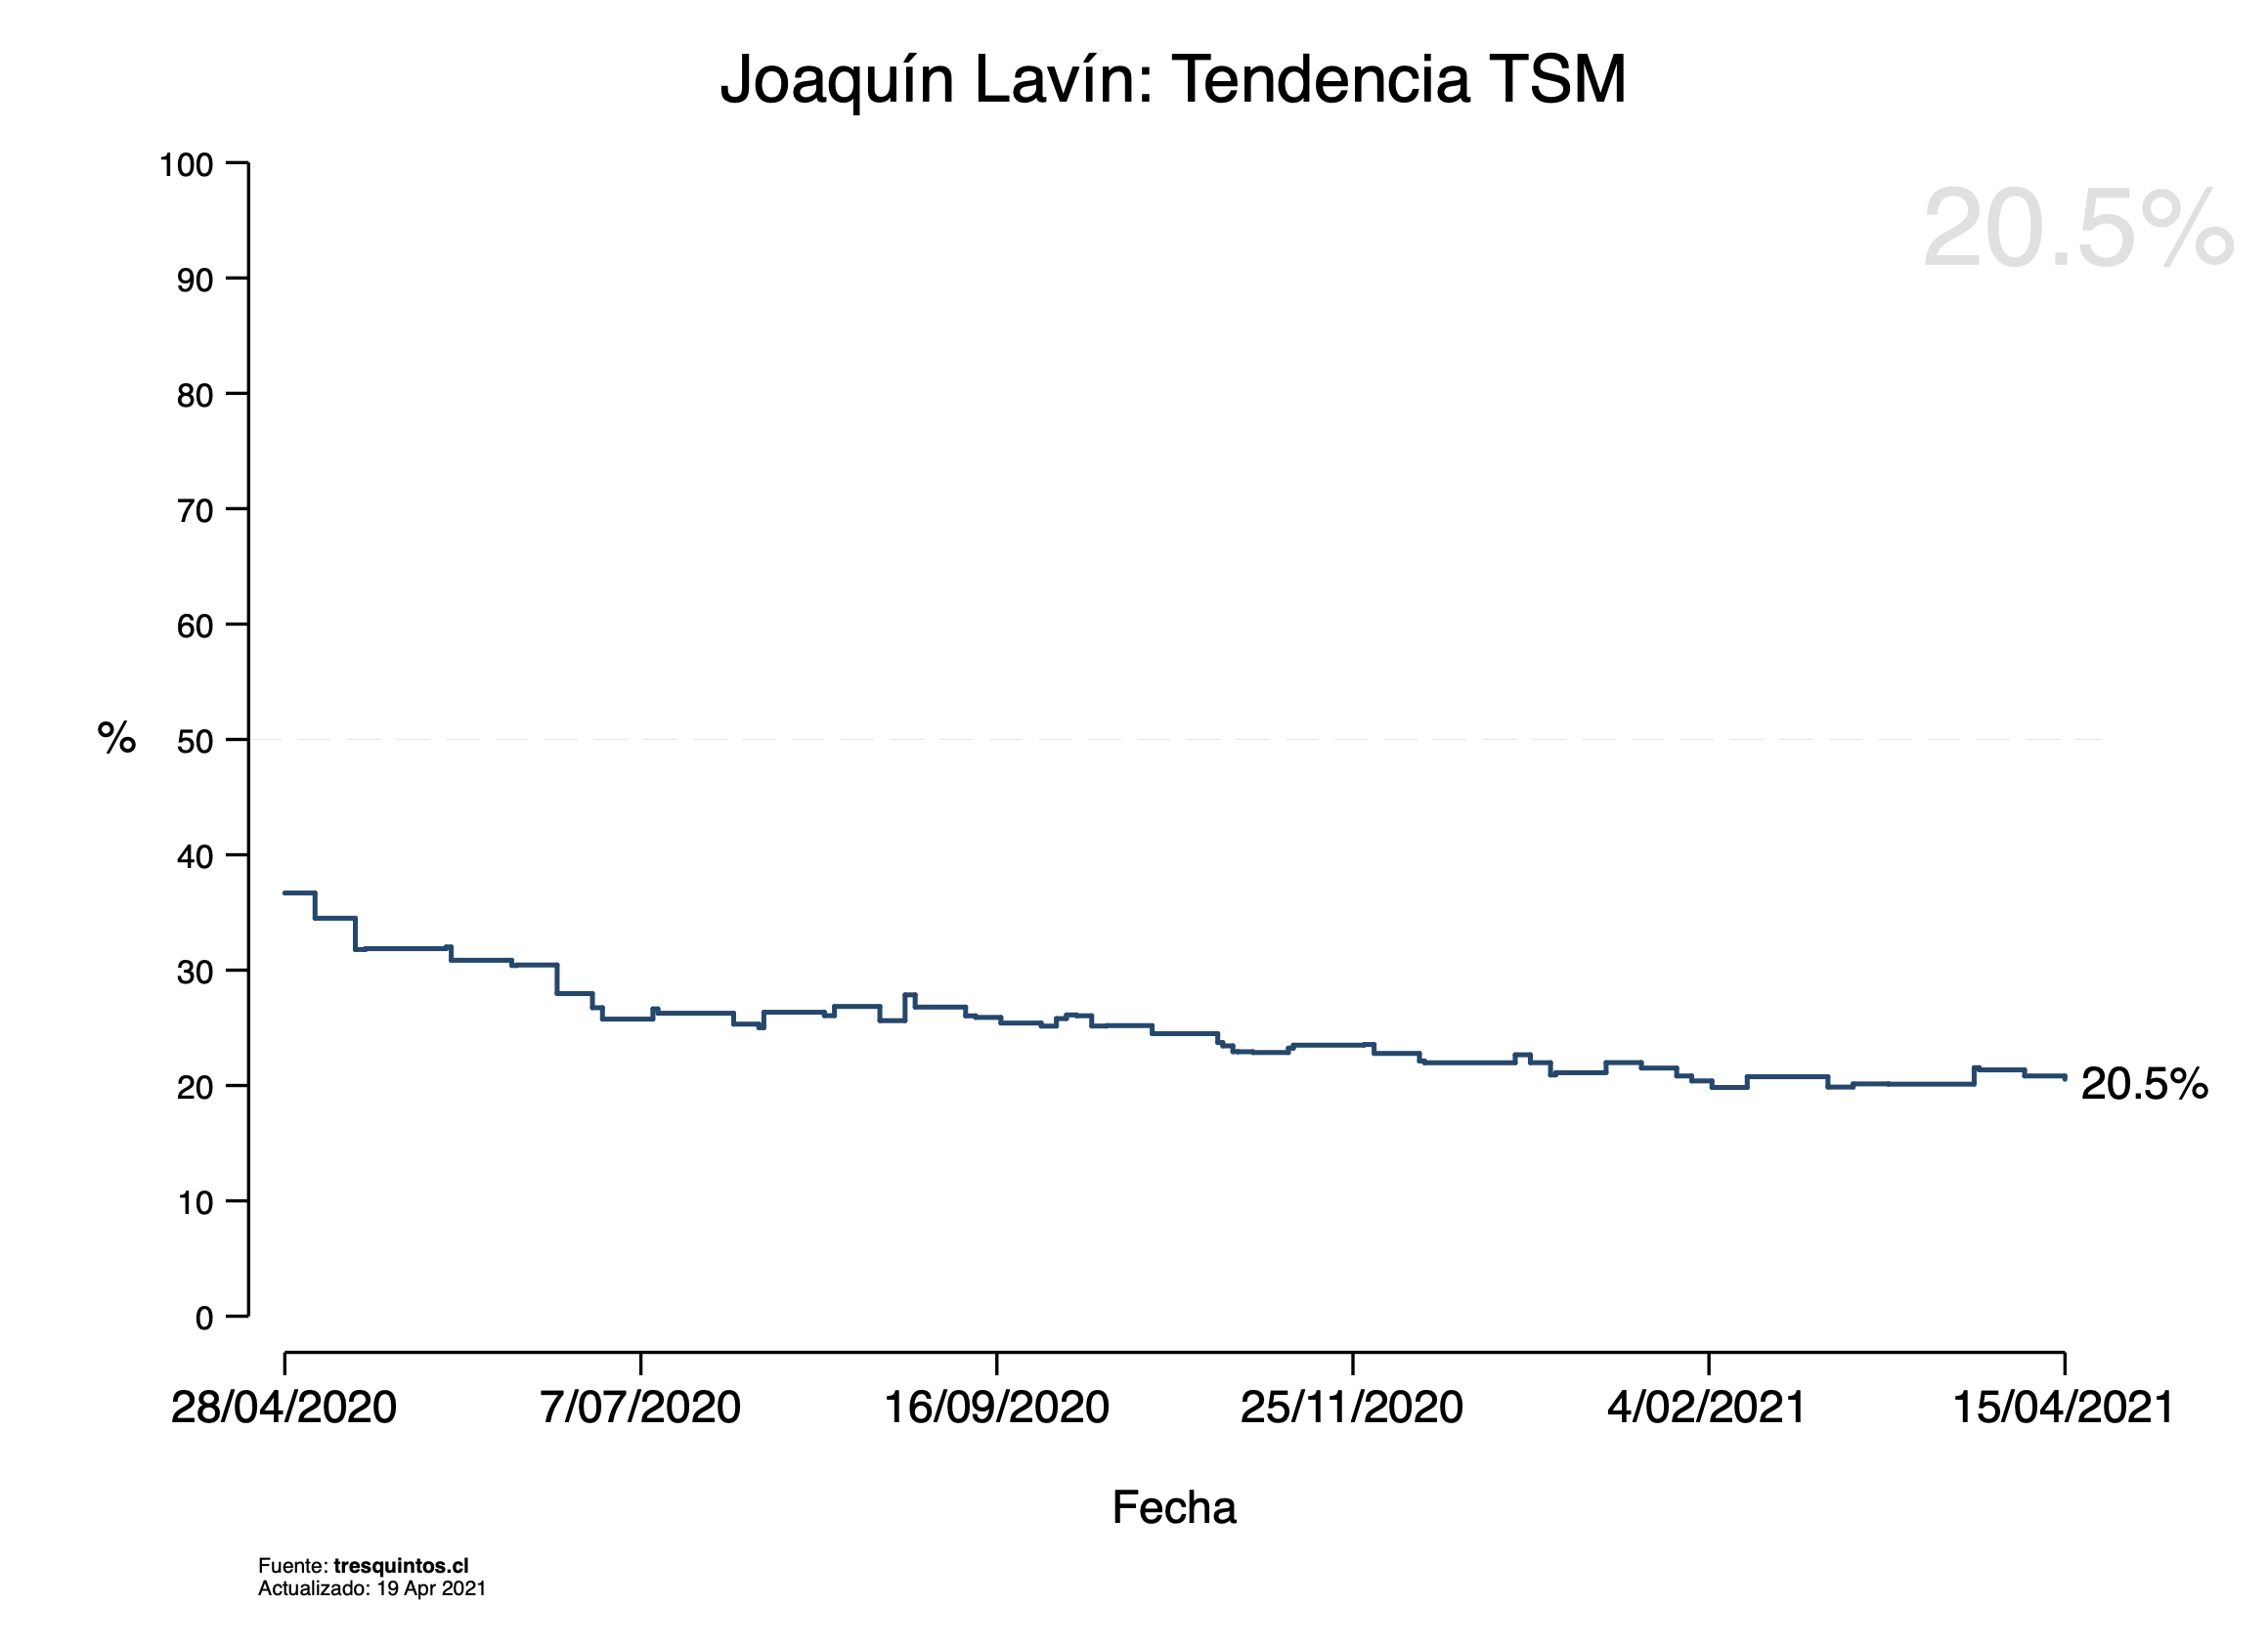 Joaquín Lavín: Tendencia TSM
20.5%
100
90
80
70
60
50
40
30
20
10
0
%
20.5%
28/04/2020 7/07/2020 16/09/2020 25/11/2020 4/02/2021 15/04/2021
Fecha
Fuente: tresquintos.cl
Actualizado: 19 Apr 2021